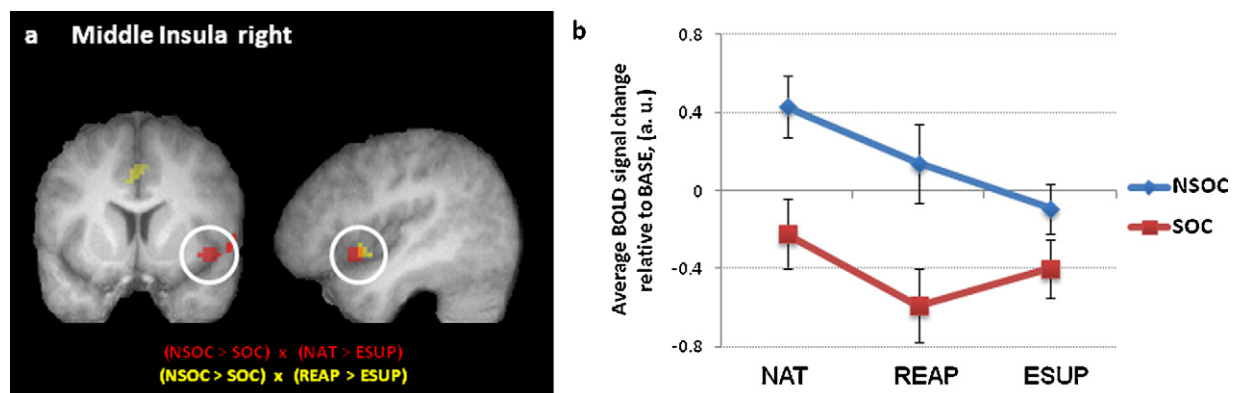 a Middle Insula right
(NSOC > SOC) x (NAT > ESUP)
(NSOC > SOC) x (REAP > ESUP)
b
Average BOLD signal change
relative to BASE, [a. u.)
0.8
0.4
0
-0.4
-0.8
NAT REAP ESUP
NSOC
SOC